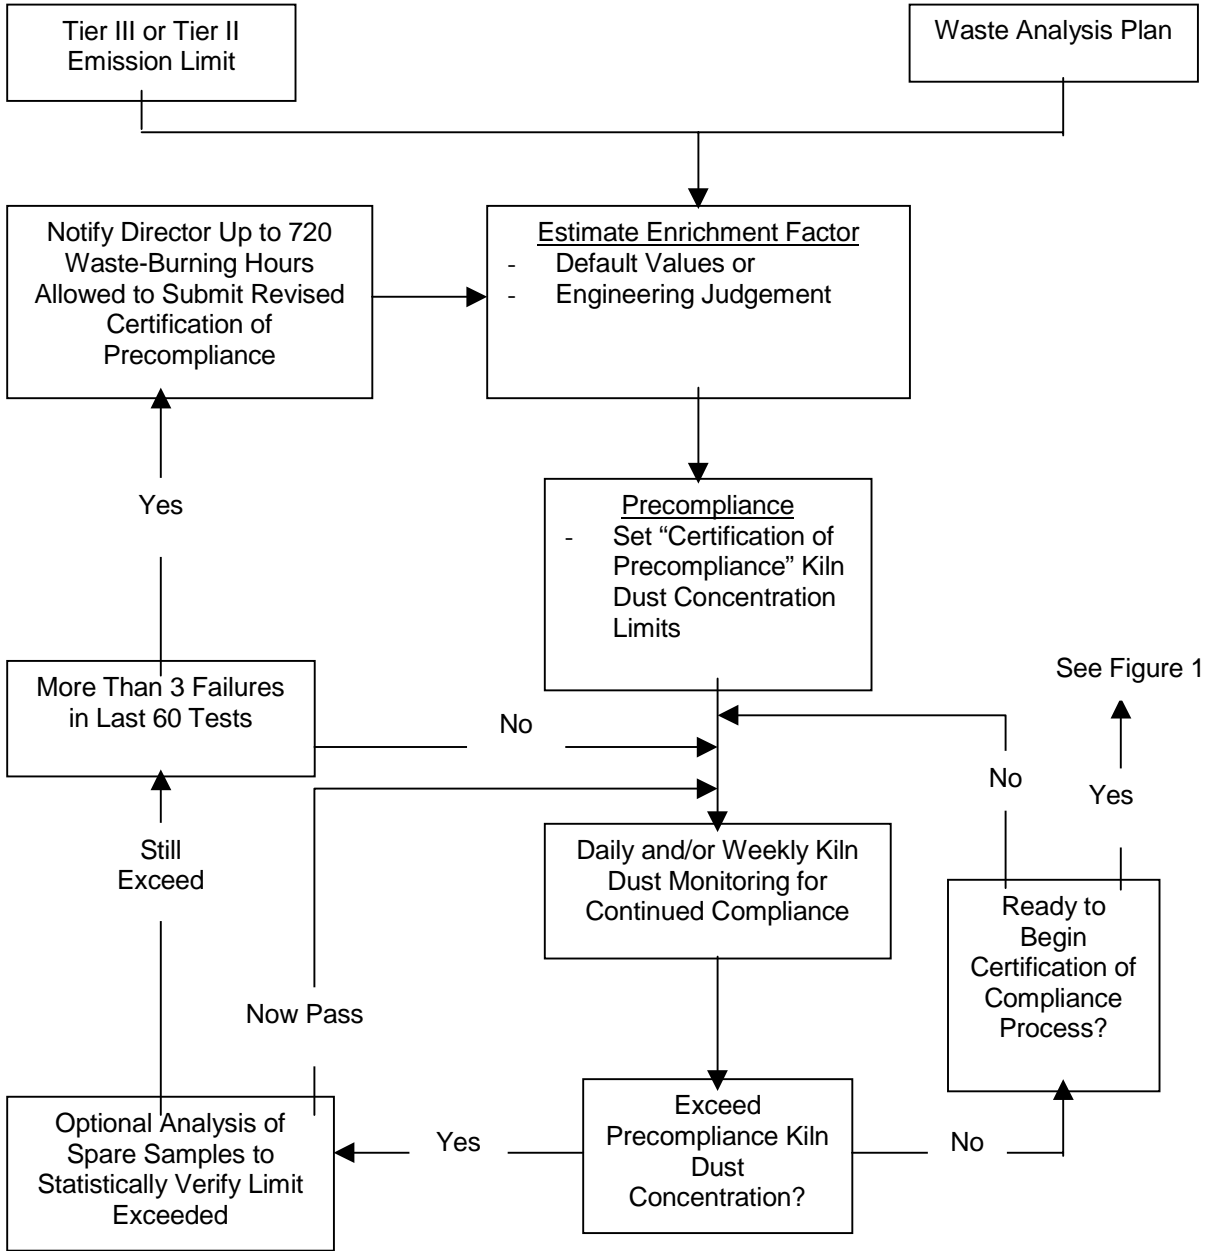 Tier III or Tier II
Emission Limit
Waste Analysis Plan
Notify Director Up to 720
Waste-Burning Hours
Allowed to Submit Revised
Certification of
Precompliance
Estimate Enrichment Factor
- Default Values or
- Engineering Judgement
Yes
Precompliance
- Set “Certification of
Precompliance” Kiln
Dust Concentration
Limits
See Figure 1
More Than 3 Failures
in Last 60 Tests
No
No
Yes
Still
Exceed
Daily and/or Weekly Kiln
Dust Monitoring for
Continued Compliance
Ready to
Begin
Certification of
Compliance
Process?
Now Pass
Optional Analysis of
Spare Samples to
Statistically Verify Limit
Exceeded
Yes
Exceed
Precompliance Kiln
Dust
Concentration?
No